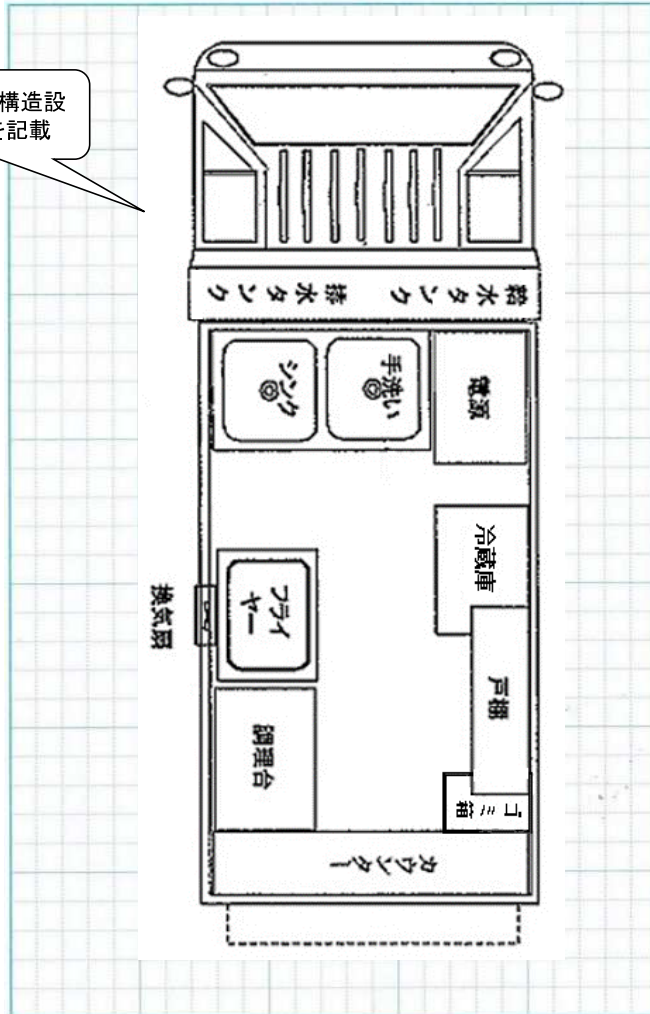 構造設
を記載
給水タンク
排水タンク
シンク
手洗い
電源
冷蔵庫
フライ
ヤー
換気扇
戸棚
調理台
ゴミ
箱
カウンター